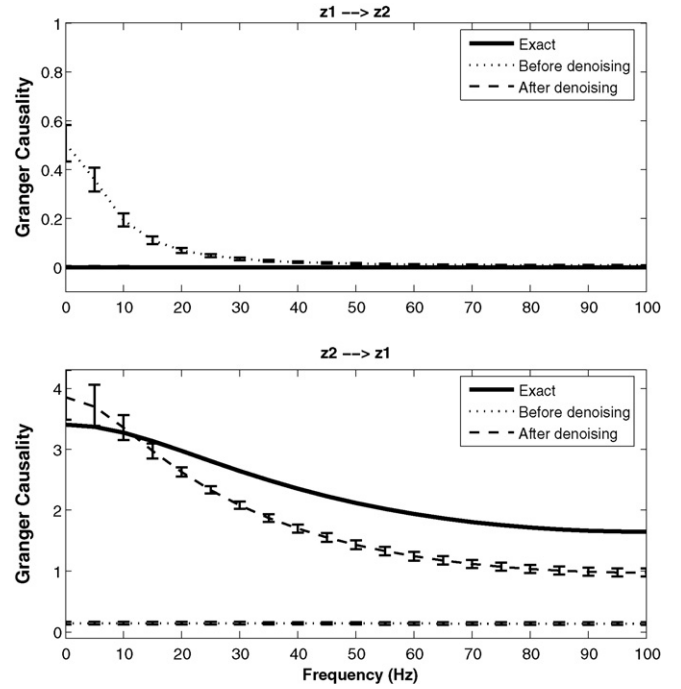 z1 ---> z2
Granger Causality
1
0.8
0.6
0.4
0.2
0
Exact
Before denoising
After denoising
0 10 20 30 40 50 60 70 80 90 100
z2 ---> z1
Granger Causality
4
3
2
1
0
Exact
Before denoising
After denoising
0 10 20 30 40 50 60 70 80 90 100
Frequency (Hz)